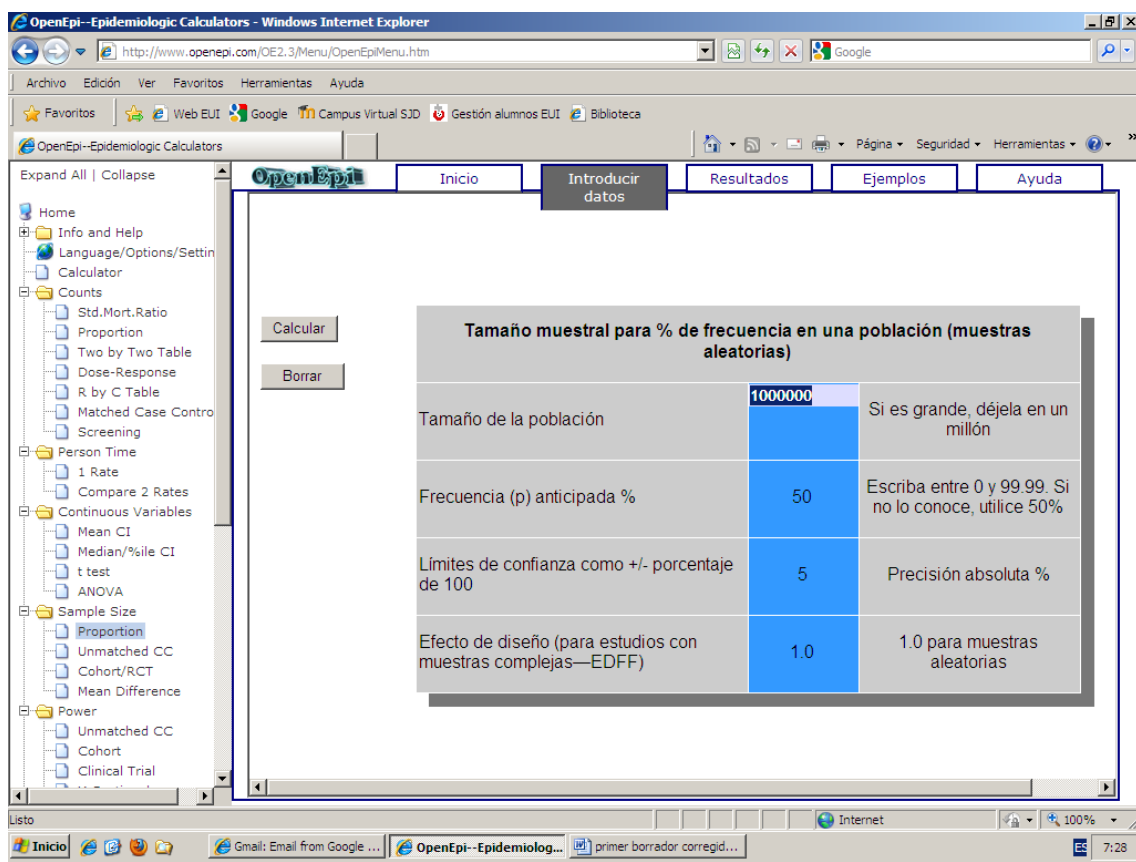 OpenEpi--Epidemiologic Calculators - Windows Internet Explorer
http://www.openepi.com/OE2.3/Menu/OpenEpiMenu.htm
Google
Archivo Edición Ver Favoritos Herramientas Ayuda
Favoritos Web EUI Google Campus Virtual SJD Gestión alumnos EUI Biblioteca
OpenEpi--Epidemiologic Calculators
Página Seguridad Herramientas »
Expand All | Collapse
Home
Info and Help
Language/Options/Settin
Calculator
Counts
Std.Mort.Ratio
Proportion
Two by Two Table
Dose-Response
R by C Table
Matched Case Contro
Screening
Person Time
1 Rate
Compare 2 Rates
Continuous Variables
Mean CI
Median/%ile CI
t test
ANOVA
Sample Size
Proportion
Unmatched CC
Cohort/RCT
Mean Difference
Power
Unmatched CC
Cohort
Clinical Trial
OpenEpi
Inicio
Introducir
datos
Resultados
Ejemplos
Ayuda
Calcular
Borrar
Tamaño muestral para % de frecuencia en una población (muestras
aleatorias)
Tamaño de la población
1000000
Si es grande, déjela en un
millón
Frecuencia (p) anticipada %
50
Escriba entre 0 y 99.99. Si
no lo conoce, utilice 50%
Límites de confianza como +/- porcentaje
de 100
5
Precisión absoluta %
Efecto de diseño (para estudios con
muestras complejas—EDFF)
1.0
1.0 para muestras
aleatorias
Listo
Internet
100%
Inicio
Gmail: Email from Google ...
OpenEpi--Epidemiolog...
primer borrador corregid...
ES
7:28